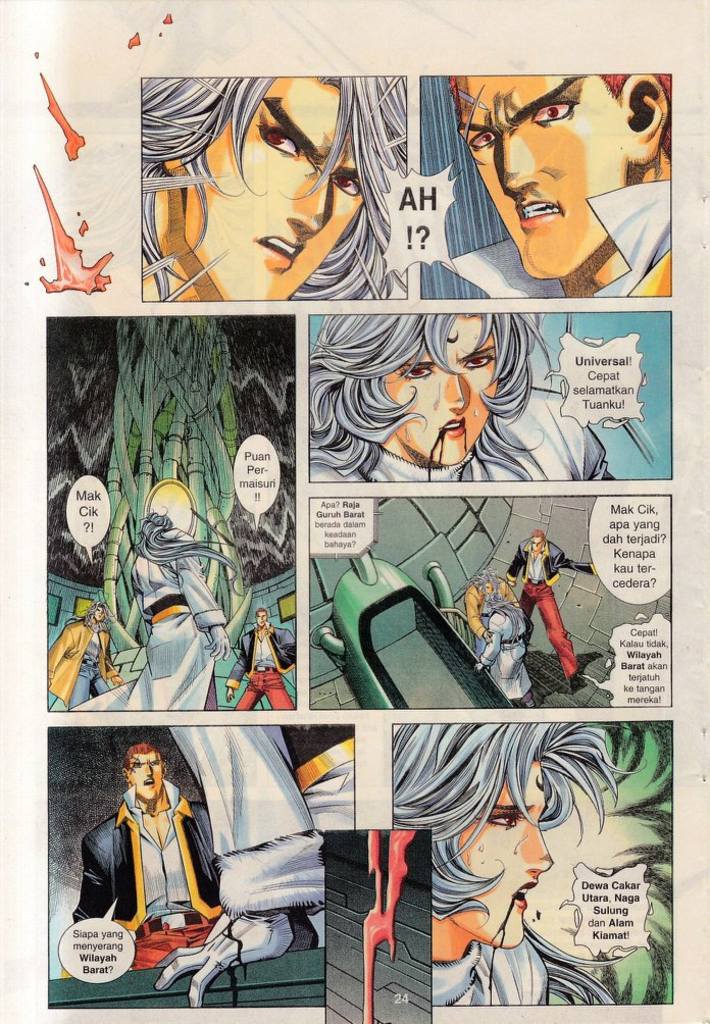 AH
!?
Mak
Cik
?!
Puan
Per-
maisuri
!!
Universal!
Cepat
selamatkan
Tuanku!
Apa? Raja
Guruh Barat
berada dalam
keadaan
bahaya?
Mak Cik,
apa yang
dah terjadi?
Kenapa
kau ter-
cedera?
Cepat!
Kalau tidak,
Wilayah
Barat akan
terjatuh
ke tangan
mereka!
Siapa yang
menyerang
Wilayah
Barat?
Dewa Cakar
Utara, Naga
Sulung
dan Alam
Kiamat!
24